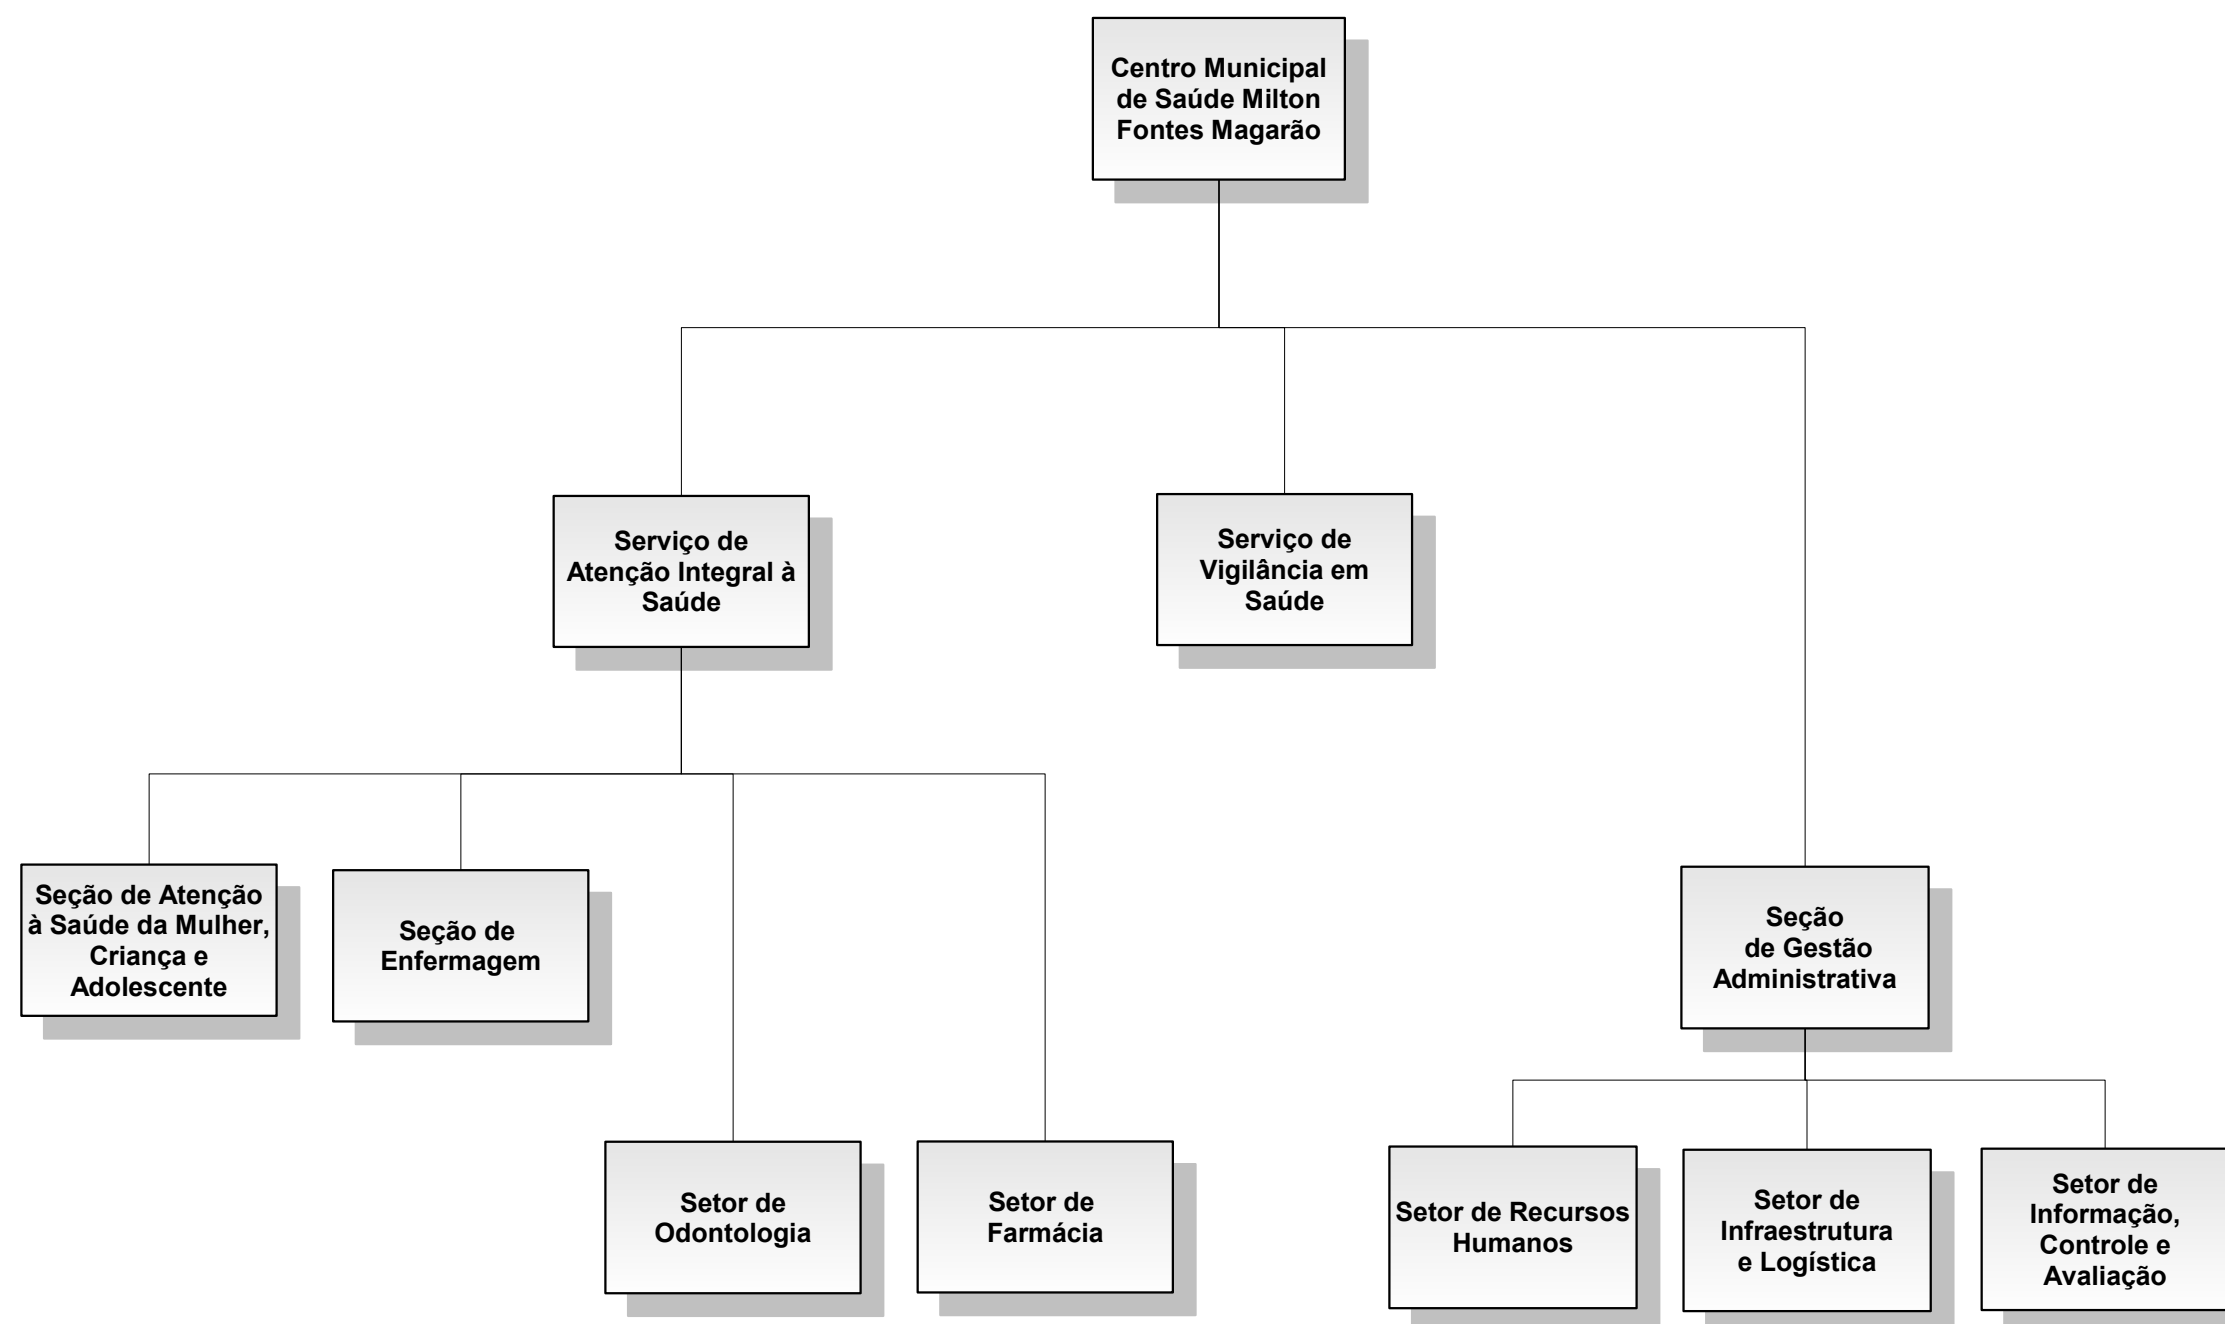 Centro Municipal
de Saúde Milton
Fontes Magarão
Serviço de
Atenção Integral à
Saúde
Serviço de
Vigilância em
Saúde
Seção de Atenção
à Saúde da Mulher,
Criança e
Adolescente
Seção de
Enfermagem
Seção
de Gestão
Administrativa
Setor de
Odontologia
Setor de
Farmácia
Setor de Recursos
Humanos
Setor de
Infraestrutura
e Logística
Setor de
Informação,
Controle e
Avaliação